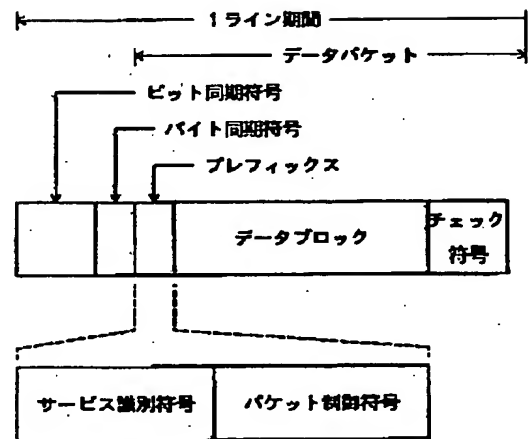 1ライン期間
データパケット
ビット同期符号
バイト同期符号
プレフィックス
データブロック
チェック
符号
サービス識別符号
パケット制御符号